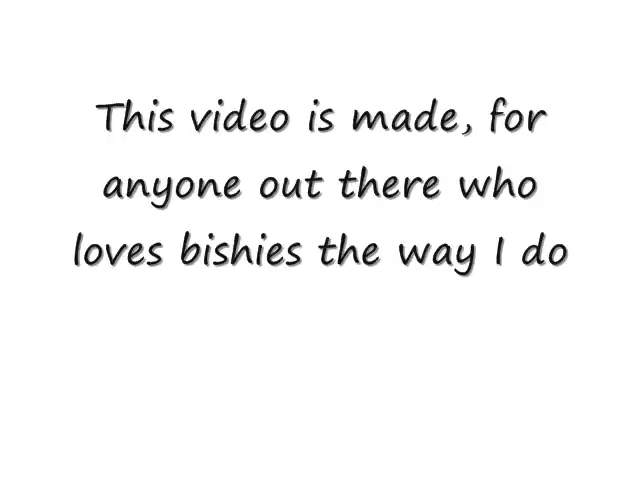 This video is made, for
anyone out there who
loves bishies the way I do